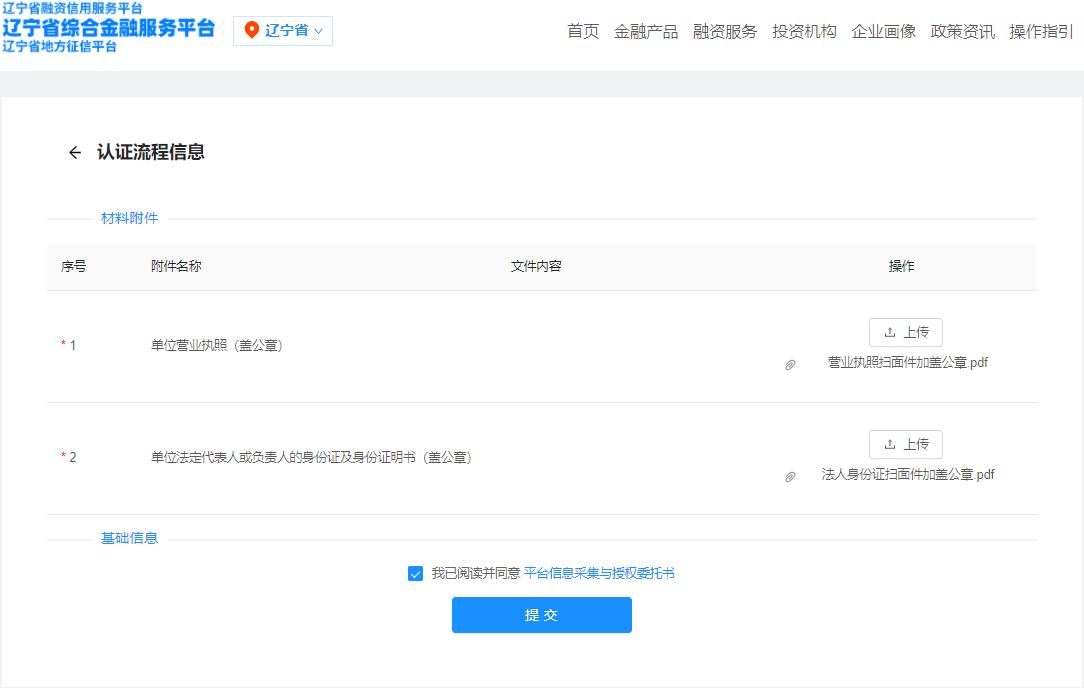 辽宁省融资信用服务平台
辽宁省综合金融服务平台
辽宁省地方征信平台
辽宁省
首页 金融产品 融资服务 投资机构 企业画像 政策资讯 操作指引
认证流程信息
材料附件
序号 附件名称 文件内容 操作
* 1 单位营业执照（盖公章） 上传
营业执照扫面件加盖公章.pdf
* 2 单位法定代表人或负责人的身份证及身份证明书（盖公章） 上传
法人身份证扫面件加盖公章.pdf
基础信息
我已阅读并同意 平台信息采集与授权委托书
提 交